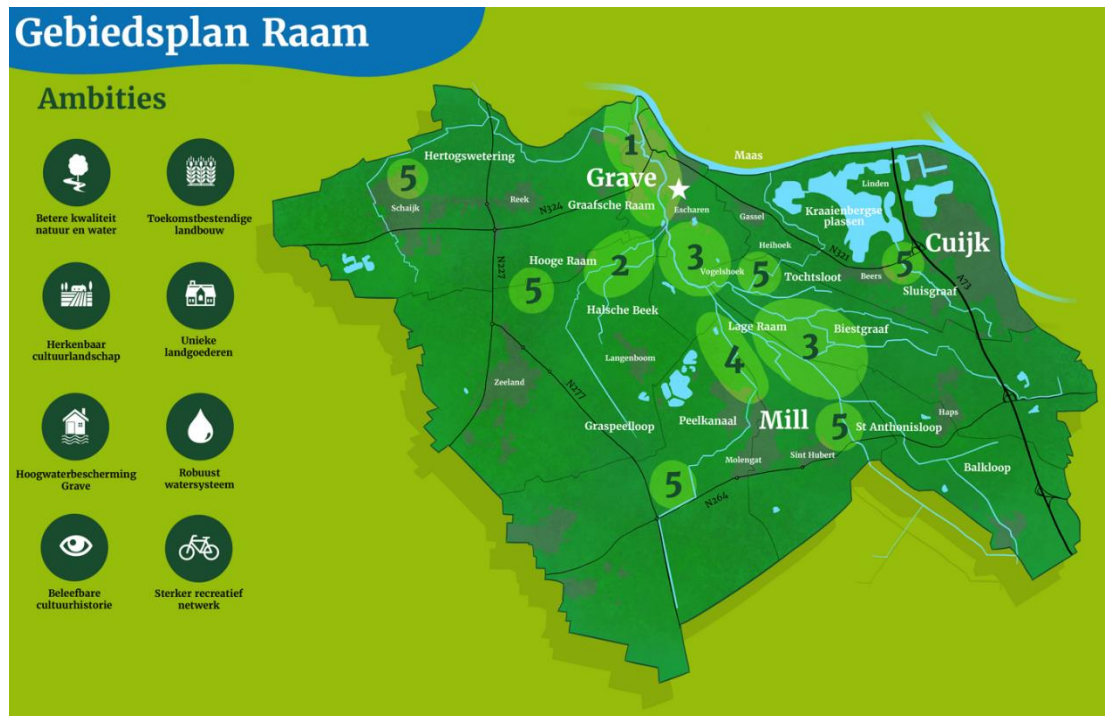 Gebiedsplan Raam
Ambities
Betere kwaliteit
natuur en water
Toekomstbestendige
landbouw
Herkenbaar
cultuurlandschap
Unieke
landgoederen
Hoogwaterbescherming
Grave
Robuust
watersysteem
Beleefbare
cultuurhistorie
Sterker recreatief
netwerk
1
Hertogswetering
Maas
5
Grave
Linden
Schaijk
Reek
N324
Graafsche Raam
Escharen
Gassel
Kraaienbergse
plassen
Cuijk
N321
Heihoek
Hooge Raam
2
3
Vogelshoek
5
Tochtsloot
Beers
5
Sluisgraaf
A73
N227
5
Halsche Beek
Lage Raam
Biestgraaf
3
Langenboom
4
Zeeland
N277
Graspeelloop
Peelkanaal
Mill
5
St Anthonisloop
Haps
Molengat
Sint Hubert
Balkloop
5
N264